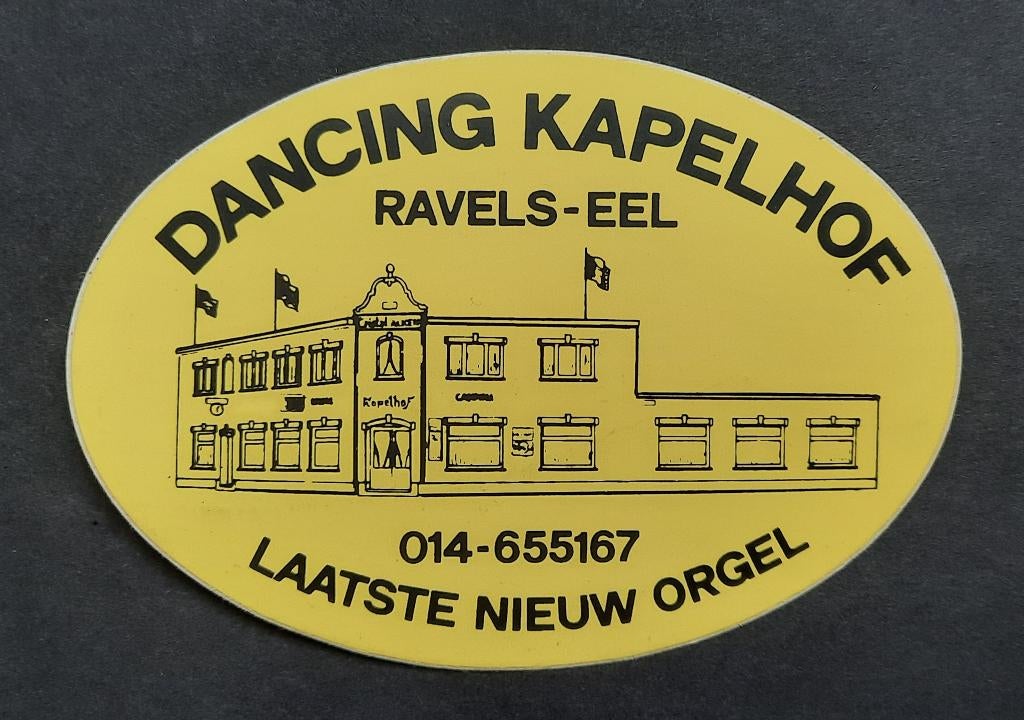 DANCING KAPELHOF
RAVELS-EEL
Kapelhof
014-655167
LAATSTE NIEUW ORGEL